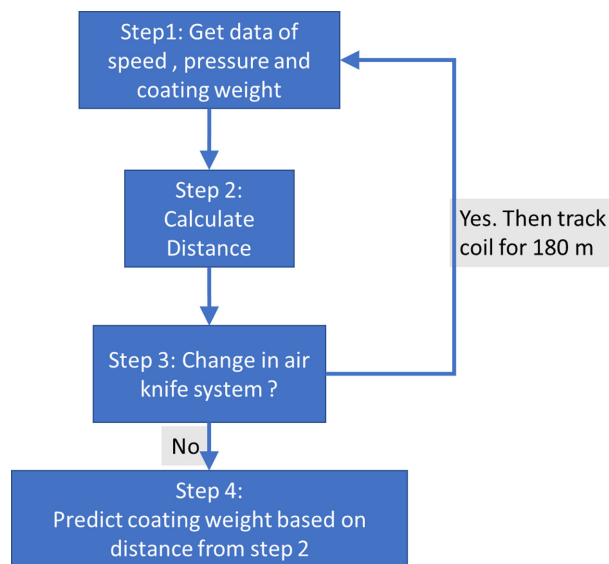 Step1: Get data of
speed , pressure and
coating weight
Step 2:
Calculate
Distance
Yes. Then track
coil for 180 m
Step 3: Change in air
knife system ?
No
Step 4:
Predict coating weight based on
distance from step 2